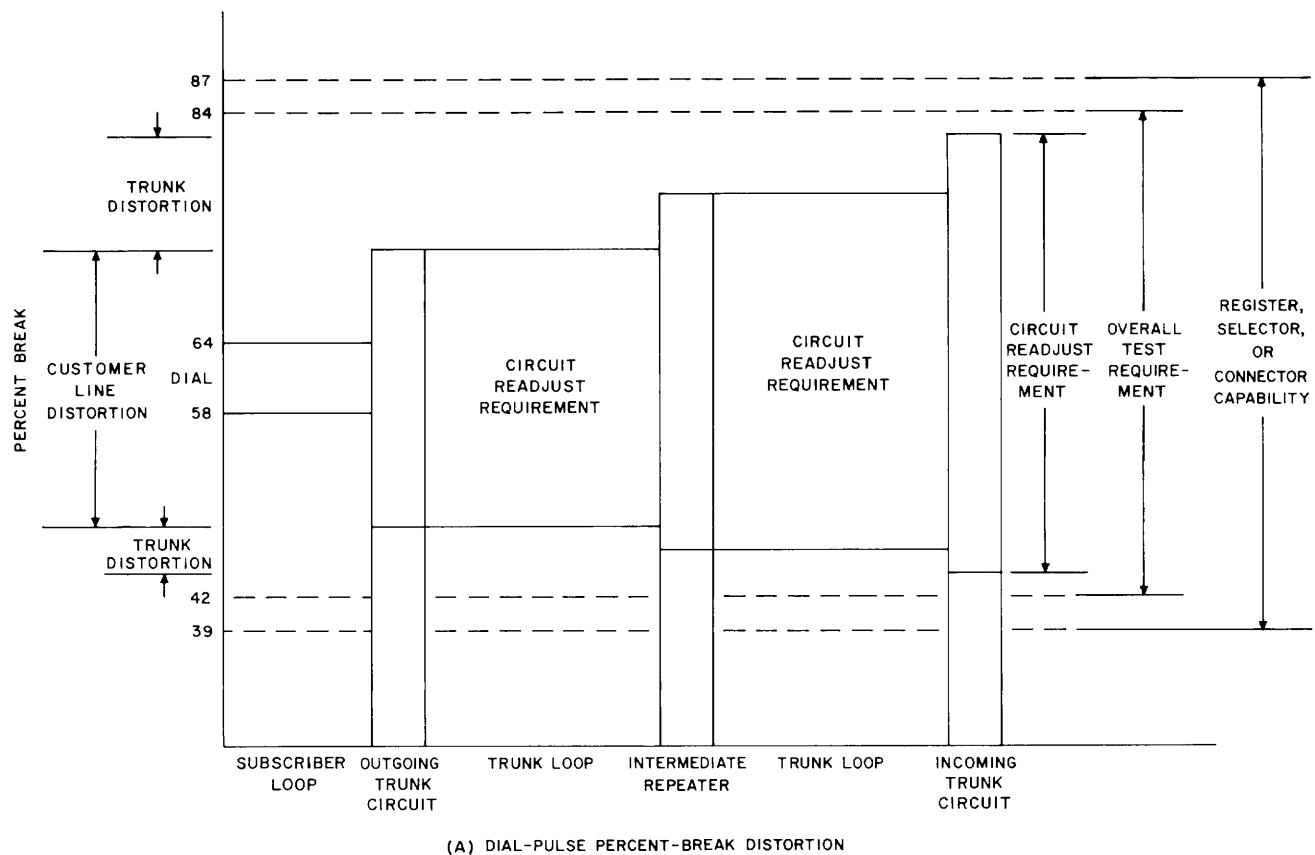 87
84
TRUNK
DISTORTION
PERCENT BREAK
CUSTOMER
LINE
DISTORTION
64
DIAL
58
TRUNK
DISTORTION
42
39
CIRCUIT
READJUST
REQUIREMENT
CIRCUIT
READJUST
REQUIREMENT
CIRCUIT
READJUST
REQUIRE-
MENT
OVERALL
TEST
REQUIRE-
MENT
REGISTER,
SELECTOR,
OR
CONNECTOR
CAPABILITY
SUBSCRIBER
LOOP
OUTGOING
TRUNK
CIRCUIT
TRUNK LOOP
INTERMEDIATE
REPEATER
TRUNK LOOP
INCOMING
TRUNK
CIRCUIT
(A) DIAL-PULSE PERCENT-BREAK DISTORTION